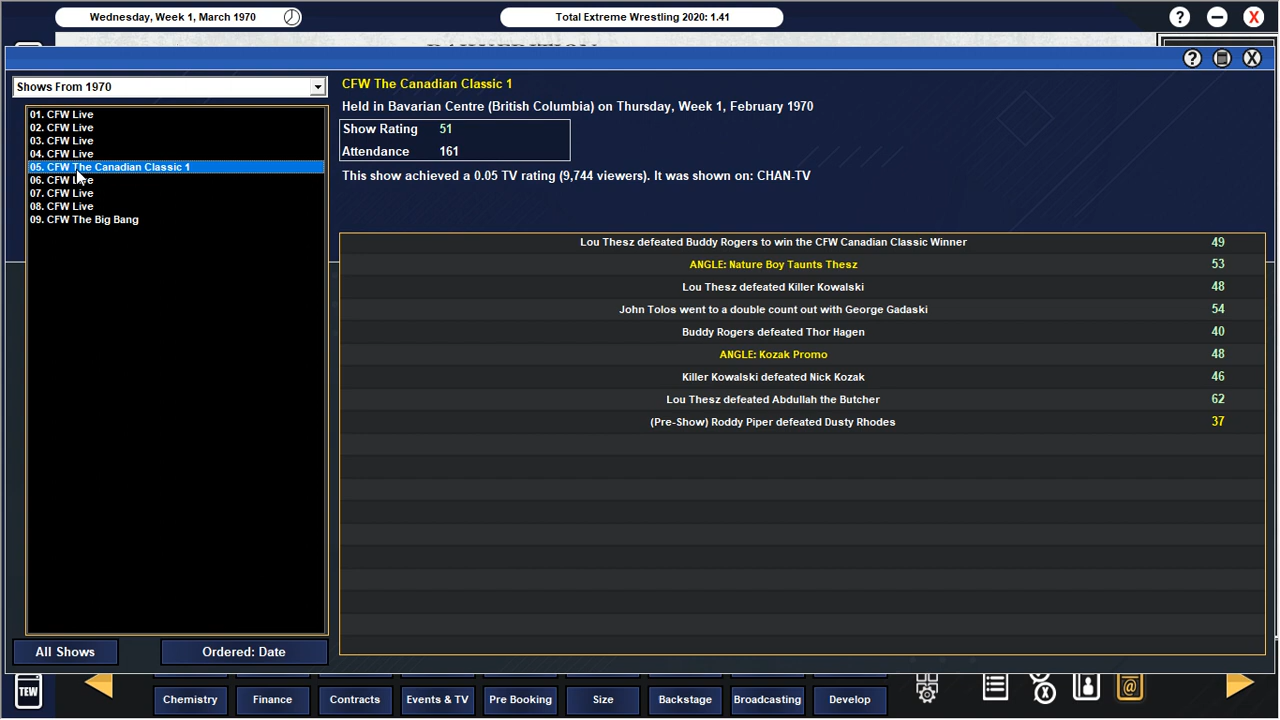 Wednesday, Week 1, March 1970
Total Extreme Wrestling 2020: 1.41
?
X
?
X
Shows From 1970
01. CFW Live
02. CFW Live
03. CFW Live
04. CFW Live
05. CFW The Canadian Classic 1
06. CFW Live
07. CFW Live
08. CFW Live
09. CFW The Big Bang
All Shows
Ordered: Date
CFW The Canadian Classic 1
Held in Bavarian Centre (British Columbia) on Thursday, Week 1, February 1970
Show Rating 51
Attendance 161
This show achieved a 0.05 TV rating (9,744 viewers). It was shown on: CHAN-TV
Lou Thesz defeated Buddy Rogers to win the CFW Canadian Classic Winner 49
ANGLE: Nature Boy Taunts Thesz 53
Lou Thesz defeated Killer Kowalski 48
John Tolos went to a double count out with George Gadaski 54
Buddy Rogers defeated Thor Hagen 40
ANGLE: Kozak Promo 48
Killer Kowalski defeated Nick Kozak 46
Lou Thesz defeated Abdullah the Butcher 62
(Pre-Show) Roddy Piper defeated Dusty Rhodes 37
TEW
Chemistry
Finance
Contracts
Events & TV
Pre Booking
Size
Backstage
Broadcasting
Develop
@